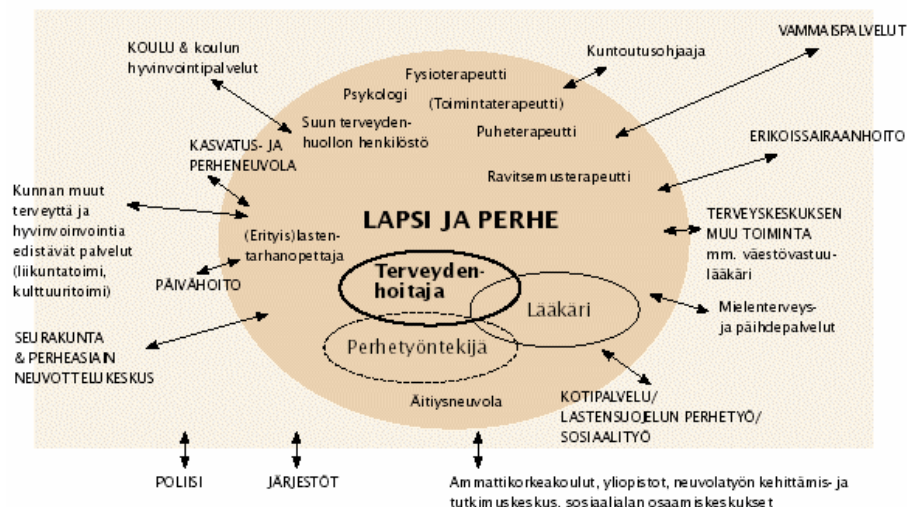 VAMMAISPALVELUT
KOULU & koulun
hyvinvointipalvelut
Kuntoutusohjaaja
Fysioterapeutti
Psykologi
(Toimintaterapeutti)
Suun terveyden-
huollon henkilöstö
Puheterapeutti
ERIKOISSAIRAANHOITO
KASVATUS- JA
PERHENEUVOLA
Ravitsemusterapeutti
Kunnan muut
terveyttä ja
hyvinvoinvointia
edistävät palvelut
(liikuntatoimi,
kulttuuritoimi)
LAPSI JA PERHE
TERVEYSKESKUKSEN
MUU TOIMINTA
mm. väestövastuu-
lääkäri
(Erityis)lasten-
tarhanopettaja
PÄIVÄHOITO
Terveyden-
hoitaja
Lääkäri
Mielenterveys-
ja päihdepalvelut
SEURAKUNTA
& PERHEASIAIN
NEUVOTTELUKESKUS
Perhetyöntekijä
Äitiysneuvola
KOTIPALVELU/
LASTENSUOJELUN PERHETYÖ/
SOSIAALITYÖ
POLIISI
JÄRJESTÖT
Ammattikorkeakoulut, yliopistot, neuvolatyön kehittämis- ja
tutkimuskeskus, sosiaalialan osaamiskeskukset